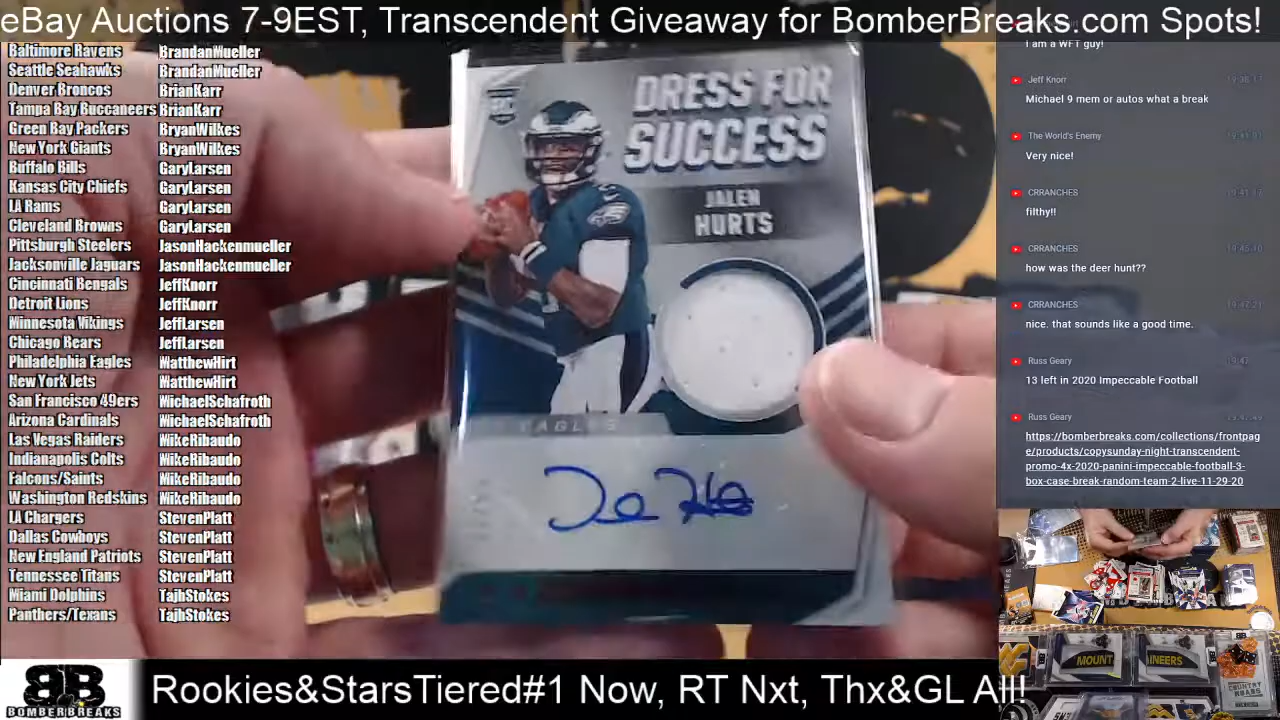 eBay Auctions 7-9EST, Transcendent Giveaway for BomberBreaks.com Spots!
Baltimore Ravens BrandanMueller
Seattle Seahawks BrandanMueller
Denver Broncos BrianKarr
Tampa Bay Buccaneers BrianKarr
Green Bay Packers BryanWilkes
New York Giants BryanWilkes
Buffalo Bills GaryLarsen
Kansas City Chiefs GaryLarsen
LA Rams GaryLarsen
Cleveland Browns GaryLarsen
Pittsburgh Steelers JasonHackenmueller
Jacksonville Jaguars JasonHackenmueller
Cincinnati Bengals JeffKnorr
Detroit Lions JeffKnorr
Minnesota Vikings JeffLarsen
Chicago Bears JeffLarsen
Philadelphia Eagles MatthewHirt
New York Jets MatthewHirt
San Francisco 49ers MichaelSchafroth
Arizona Cardinals MichaelSchafroth
Las Vegas Raiders MikeRibaudo
Indianapolis Colts MikeRibaudo
Falcons/Saints MikeRibaudo
Washington Redskins MikeRibaudo
LA Chargers StevenPlatt
Dallas Cowboys StevenPlatt
New England Patriots StevenPlatt
Tennessee Titans StevenPlatt
Miami Dolphins TajhStokes
Panthers/Texans TajhStokes
RC
DRESS FOR
SUCCESS
JALEN
HURTS
EAGLES
I am a WFT guy!
Jeff Knorr
Michael 9 mem or autos what a break
The World's Enemy
Very nice!
CRRANCHES
filthy!!
CRRANCHES
how was the deer hunt??
CRRANCHES
nice. that sounds like a good time.
Russ Geary
13 left in 2020 Impeccable Football
Russ Geary
https://bomberbreaks.com/collections/frontpag
e/products/copysunday-night-transcendent-
promo-4x-2020-panini-impeccable-football-3-
box-case-break-random-team-2-live-11-29-20
MOUNT
AINEERS
COUNTRY
ROADS
BB
BOMBERBREAKS
Rookies&StarsTiered#1 Now, RT Nxt, Thx&GL All!